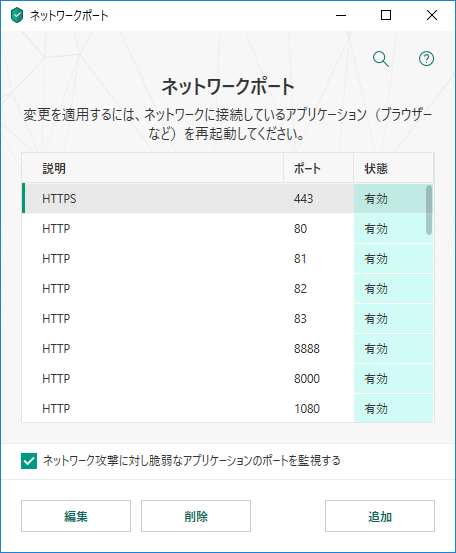 ネットワークポート
ネットワークポート
変更を適用するには、ネットワークに接続しているアプリケーション（ブラウザー
など）を再起動してください。
説明 ポート 状態
HTTPS 443 有効
HTTP 80 有効
HTTP 81 有効
HTTP 82 有効
HTTP 83 有効
HTTP 8888 有効
HTTP 8000 有効
HTTP 1080 有効
ネットワーク攻撃に対し脆弱なアプリケーションのポートを監視する
編集 削除 追加